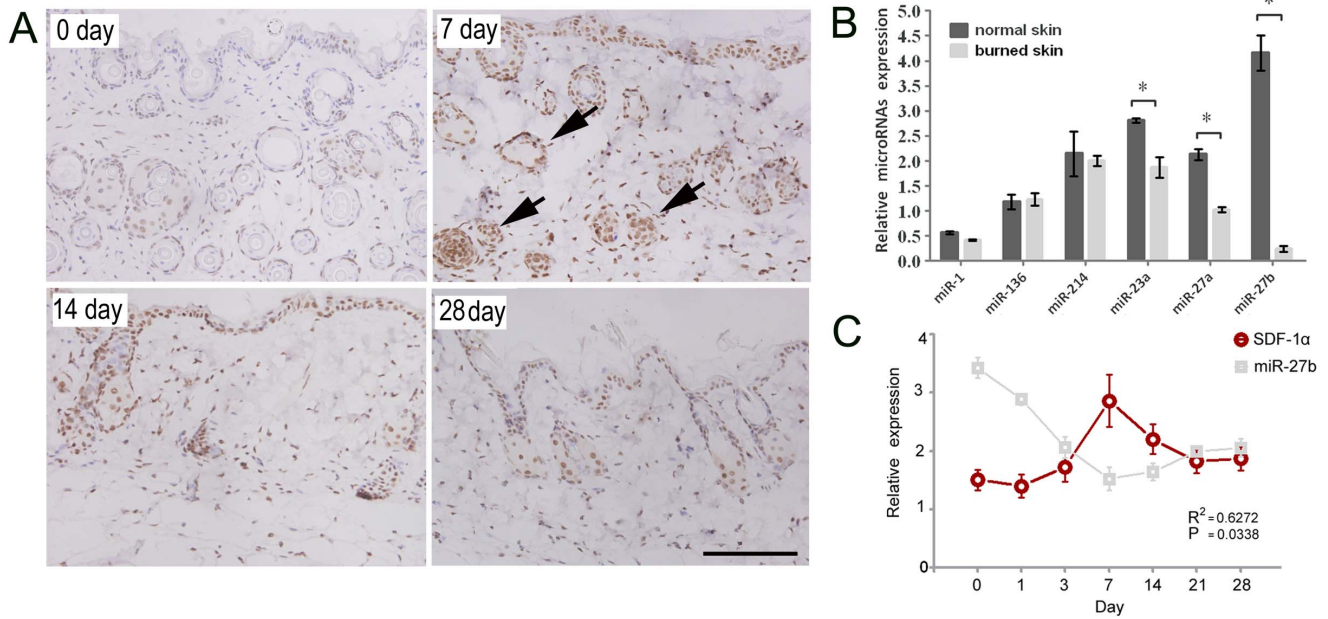 A
0 day
7 day
14 day
28 day
B
Relative microRNAs expression
5.0
4.5
4.0
3.5
3.0
2.5
2.0
1.5
1.0
0.5
0.0
normal skin
burned skin
*
*
*
miR-1
miR-136
miR-214
miR-23a
miR-27a
miR-27b
C
Relative expression
4
3
2
1
0
SDF-1α
miR-27b
R² = 0.6272
P = 0.0338
0 1 3 7 14 21 28
Day